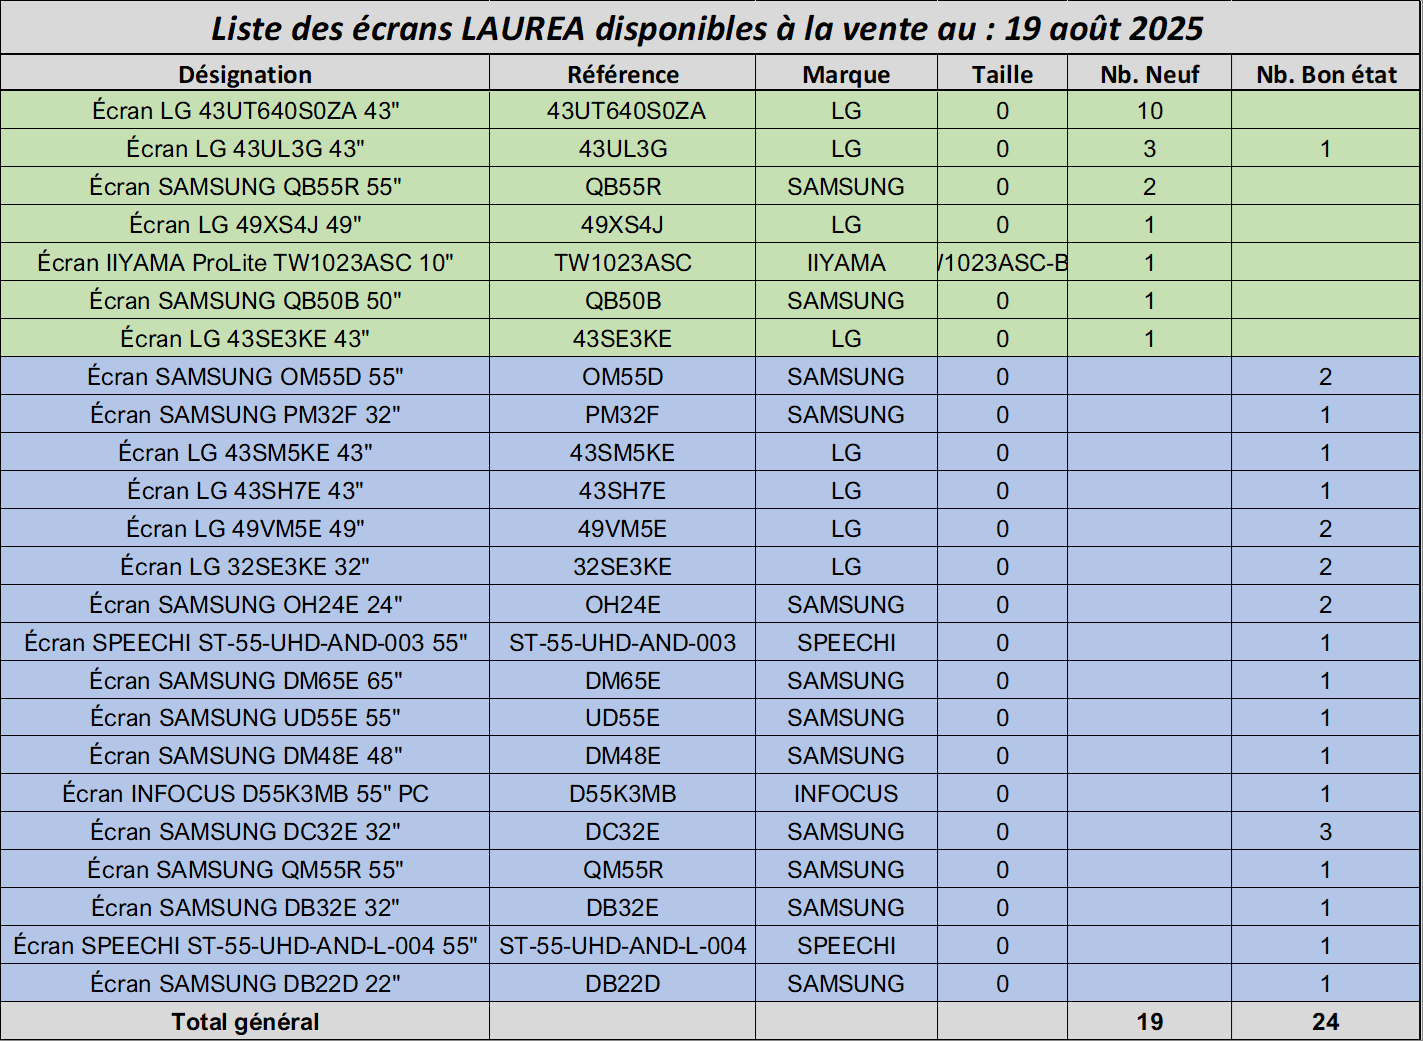 Liste des écrans LAUREA disponibles à la vente au : 19 août 2025
Désignation Référence Marque Taille Nb. Neuf Nb. Bon état
Écran LG 43UT640S0ZA 43" 43UT640S0ZA LG 0 10
Écran LG 43UL3G 43" 43UL3G LG 0 3 1
Écran SAMSUNG QB55R 55" QB55R SAMSUNG 0 2
Écran LG 49XS4J 49" 49XS4J LG 0 1
Écran IIYAMA ProLite TW1023ASC 10" TW1023ASC IIYAMA W1023ASC-B 1
Écran SAMSUNG QB50B 50" QB50B SAMSUNG 0 1
Écran LG 43SE3KE 43" 43SE3KE LG 0 1
Écran SAMSUNG OM55D 55" OM55D SAMSUNG 0 2
Écran SAMSUNG PM32F 32" PM32F SAMSUNG 0 1
Écran LG 43SM5KE 43" 43SM5KE LG 0 1
Écran LG 43SH7E 43" 43SH7E LG 0 1
Écran LG 49VM5E 49" 49VM5E LG 0 2
Écran LG 32SE3KE 32" 32SE3KE LG 0 2
Écran SAMSUNG OH24E 24" OH24E SAMSUNG 0 2
Écran SPEECHI ST-55-UHD-AND-003 55" ST-55-UHD-AND-003 SPEECHI 0 1
Écran SAMSUNG DM65E 65" DM65E SAMSUNG 0 1
Écran SAMSUNG UD55E 55" UD55E SAMSUNG 0 1
Écran SAMSUNG DM48E 48" DM48E SAMSUNG 0 1
Écran INFOCUS D55K3MB 55" PC D55K3MB INFOCUS 0 1
Écran SAMSUNG DC32E 32" DC32E SAMSUNG 0 3
Écran SAMSUNG QM55R 55" QM55R SAMSUNG 0 1
Écran SAMSUNG DB32E 32" DB32E SAMSUNG 0 1
Écran SPEECHI ST-55-UHD-AND-L-004 55" ST-55-UHD-AND-L-004 SPEECHI 0 1
Écran SAMSUNG DB22D 22" DB22D SAMSUNG 0 1
Total général 19 24